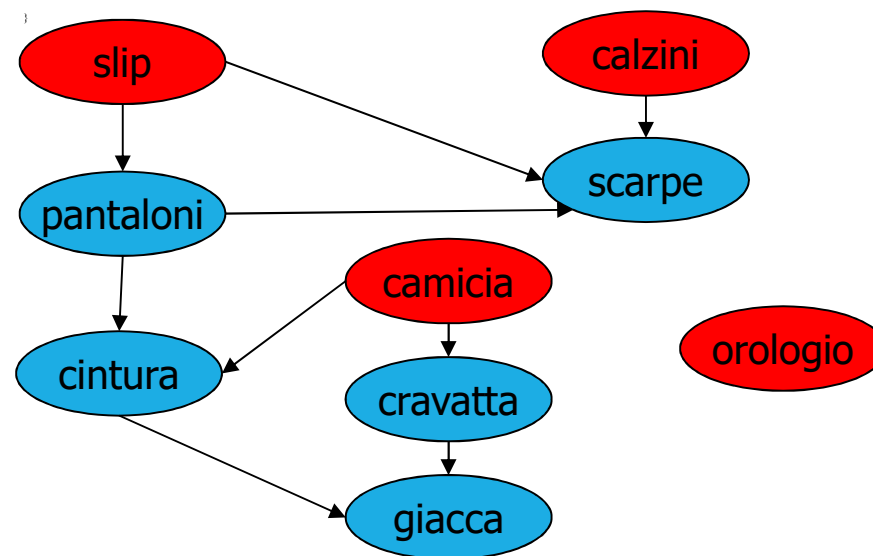 slip
calzini
scarpe
pantaloni
camicia
orologio
cintura
cravatta
giacca